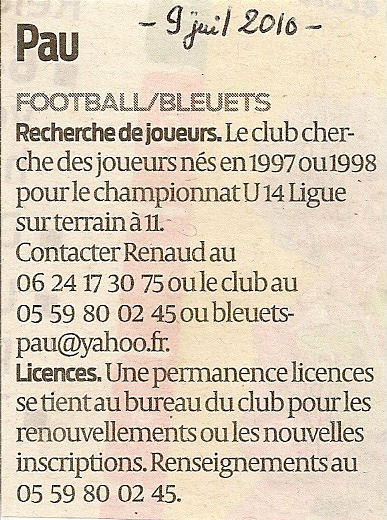 - 9 juil 2010 -
Pau
FOOTBALL/BLEUETS
Recherche de joueurs. Le club cher-
che des joueurs nés en 1997 ou 1998
pour le championnat U 14 Ligue
sur terrain à 11.
Contacter Renaud au
06 24 17 30 75 ou le club au
05 59 80 02 45 ou bleuets-
pau@yahoo.fr.
Licences. Une permanence licences
se tient au bureau du club pour les
renouvellements ou les nouvelles
inscriptions. Renseignements au
05 59 80 02 45.